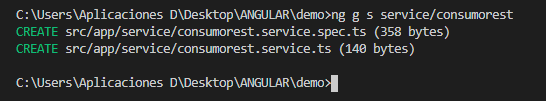 C:\Users\Aplicaciones D\Desktop\ANGULAR\demo>ng g s service/consumorest
CREATE src/app/service/consumorest.service.spec.ts (358 bytes)
CREATE src/app/service/consumorest.service.ts (140 bytes)
C:\Users\Aplicaciones D\Desktop\ANGULAR\demo>